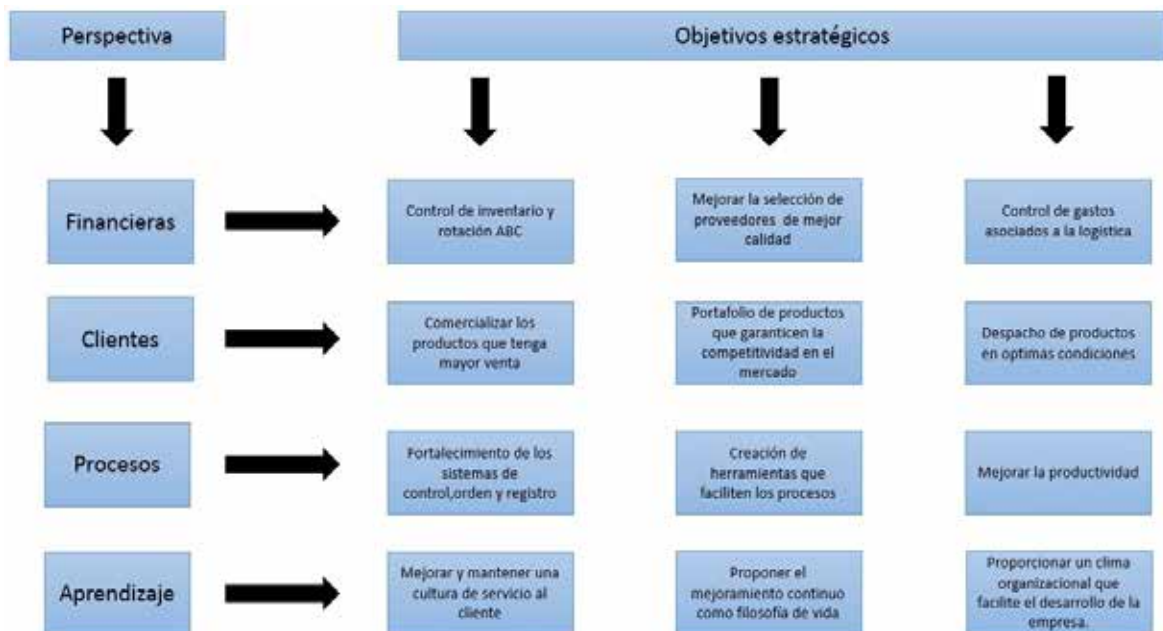 Perspectiva
Objetivos estratégicos
Financieras
Control de inventario y
rotación ABC
Mejorar la selección de
proveedores de mejor
calidad
Control de gastos
asociados a la logística
Clientes
Comercializar los
productos que tenga
mayor venta
Portafolio de productos
que garanticen la
competitividad en el
mercado
Despacho de productos
en optimas condiciones
Procesos
Fortalecimiento de los
sistemas de
control,orden y registro
Creación de
herramientas que
faciliten los procesos
Mejorar la productividad
Aprendizaje
Mejorar y mantener una
cultura de servicio al
cliente
Proponer el
mejoramiento continuo
como filosofía de vida
Proporcionar un clima
organizacional que
facilite el desarrollo de la
empresa.